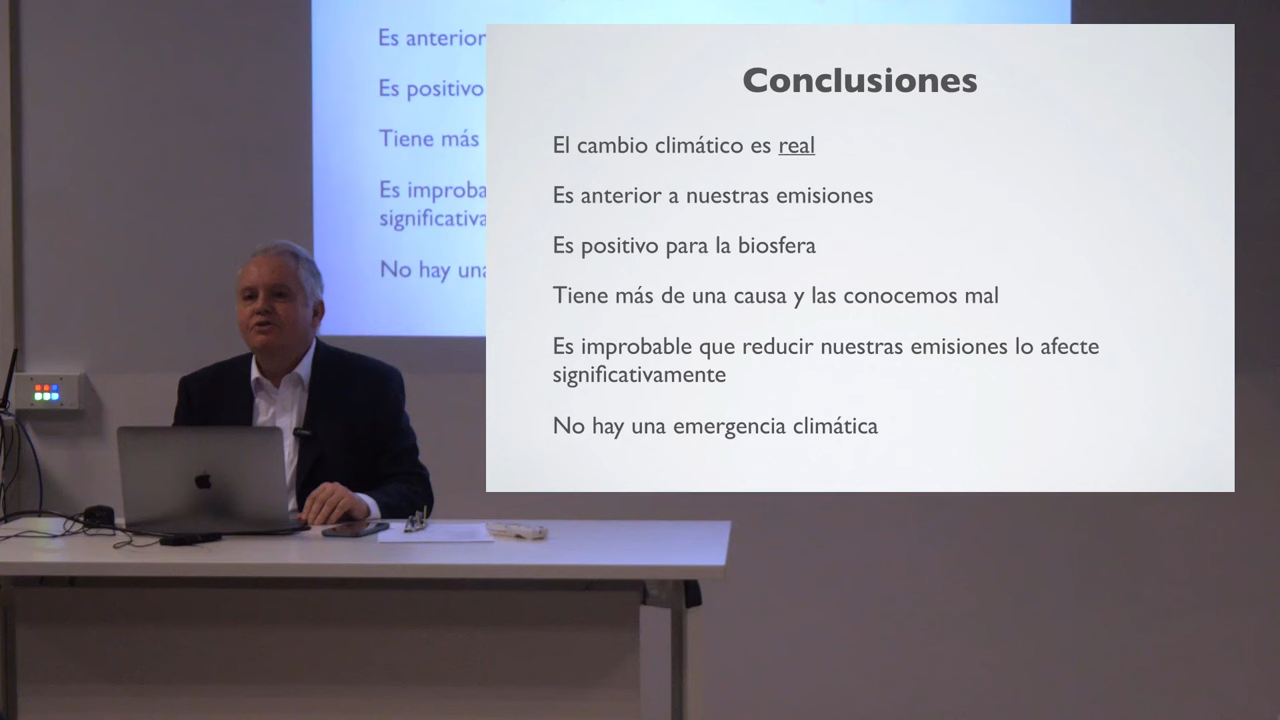 Es anterior
Es positivo
Tiene más
Es improba
significativa
No hay una
Conclusiones
El cambio climático es real
Es anterior a nuestras emisiones
Es positivo para la biosfera
Tiene más de una causa y las conocemos mal
Es improbable que reducir nuestras emisiones lo afecte
significativamente
No hay una emergencia climática